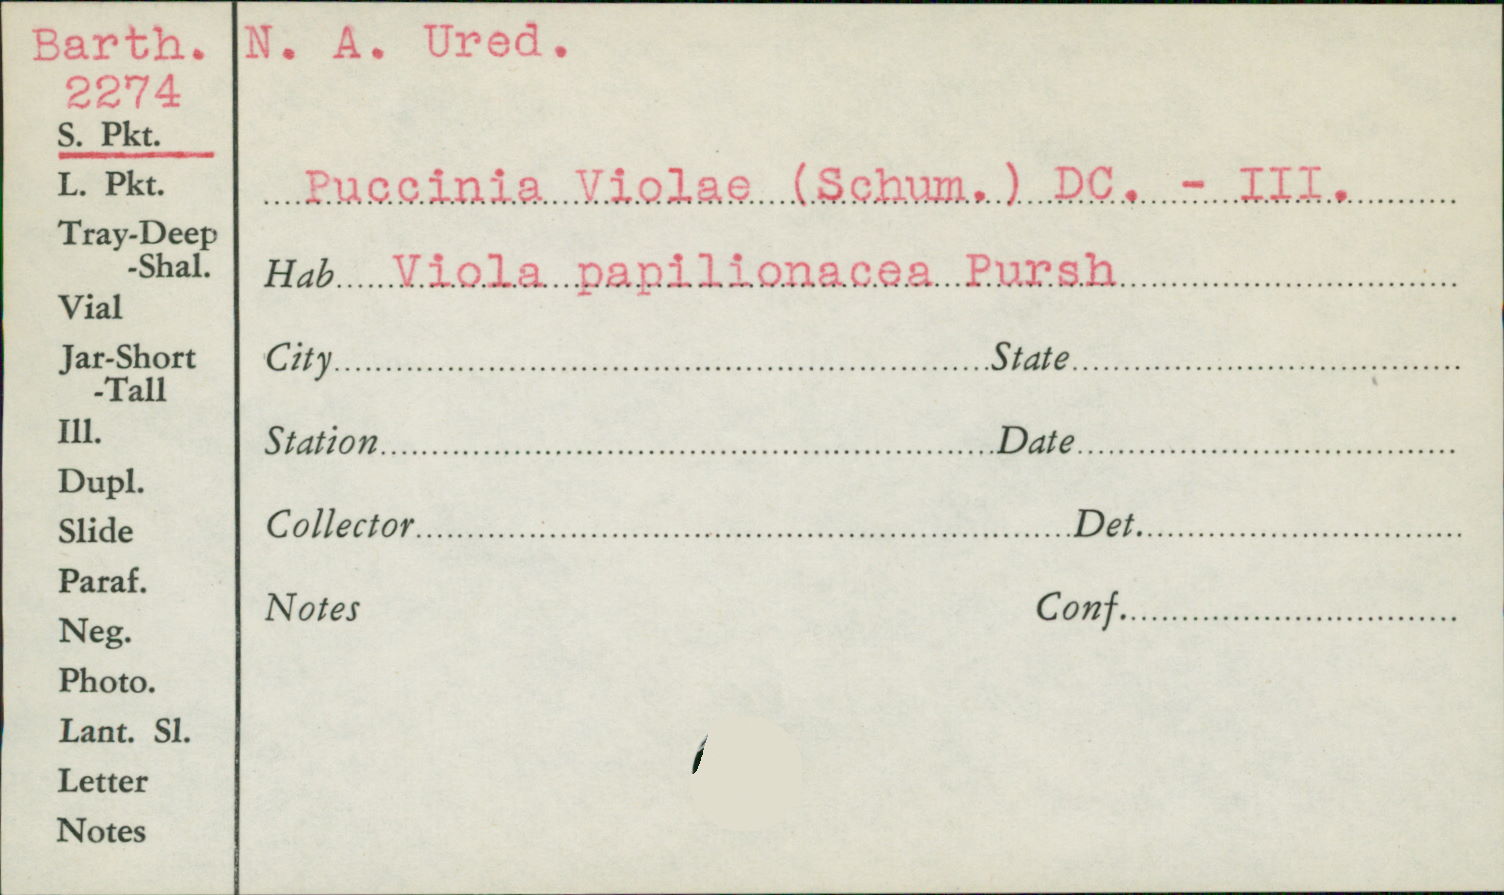 Barth. N. A. Ured.
2274
S. Pkt.
L. Pkt.
Tray-Deep
-Shal.
Vial
Jar-Short
-Tall
Ill.
Dupl.
Slide
Paraf.
Neg.
Photo.
Lant. Sl.
Letter
Notes
Puccinia Violae (Schum.) DC. - III.
Hab Viola papilionacea Pursh
City State
Station Date
Collector Det.
Notes Conf.